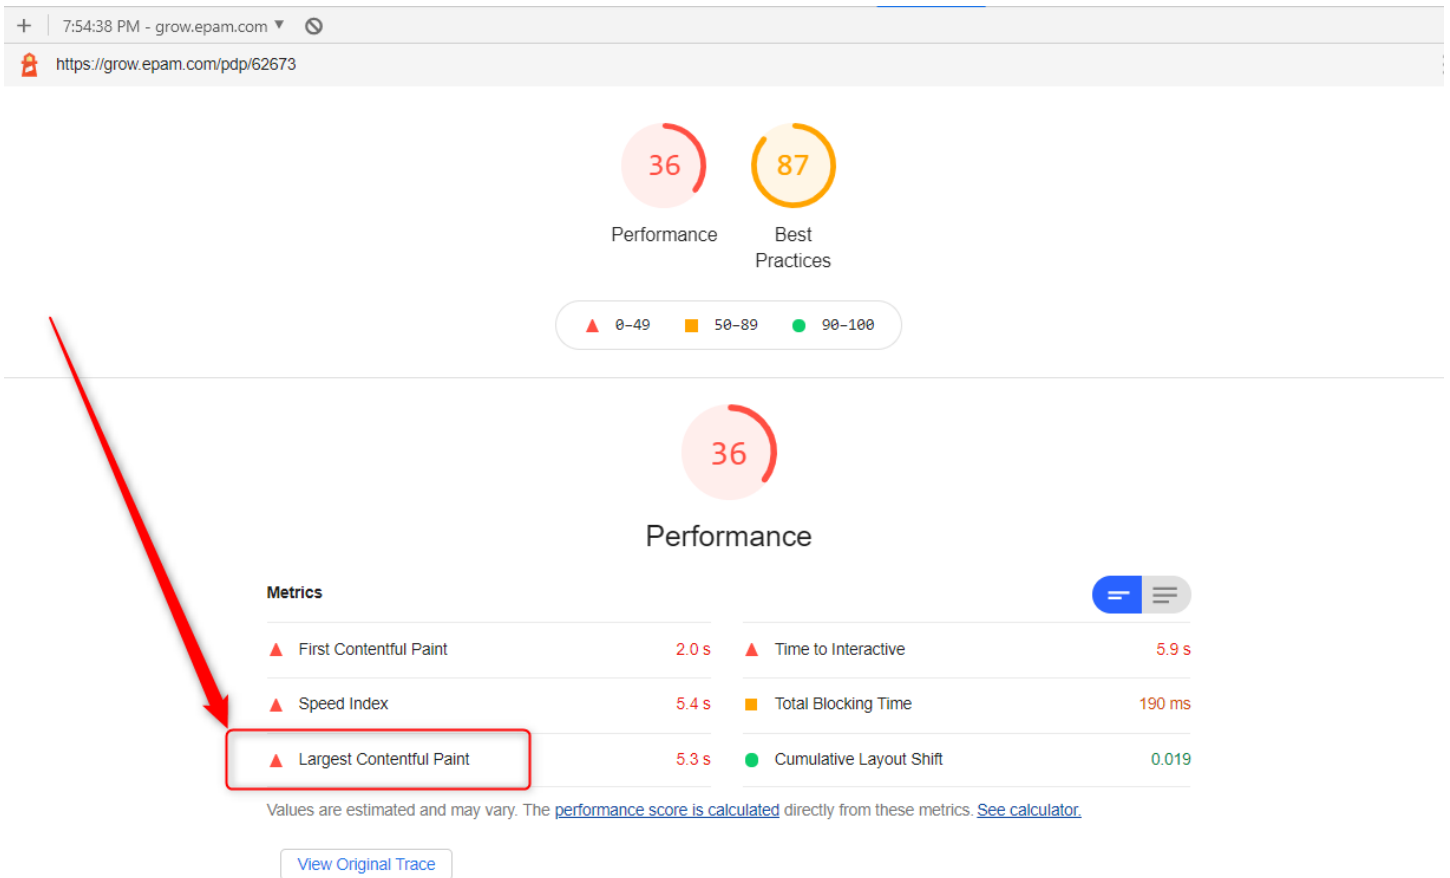 7:54:38 PM - grow.epam.com
https://grow.epam.com/pdp/62673
36
87
Performance
Best
Practices
0–49
50–89
90–100
36
Performance
Metrics
First Contentful Paint 2.0 s
Time to Interactive 5.9 s
Speed Index 5.4 s
Total Blocking Time 190 ms
Largest Contentful Paint 5.3 s
Cumulative Layout Shift 0.019
Values are estimated and may vary. The performance score is calculated directly from these metrics. See calculator.
View Original Trace